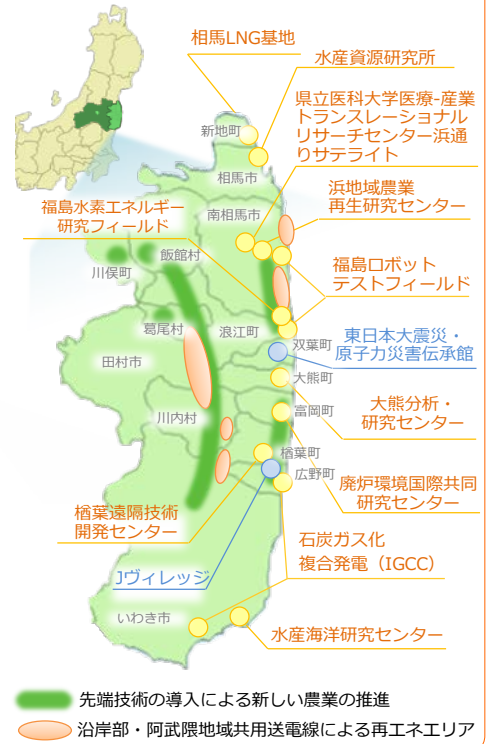 相馬LNG基地
水産資源研究所
県立医科大学医療-産業
トランスレーショナル
リサーチセンター浜通
りサテライト
新地町
相馬市
浜地域農業
再生研究センター
福島水素エネルギー
研究フィールド
南相馬市
飯館村
川俣町
福島ロボット
テストフィールド
葛尾村
浪江町
双葉町
東日本大震災・
原子力災害伝承館
田村市
大熊町
大熊分析・
研究センター
富岡町
川内村
楢葉町
広野町
廃炉環境国際共同
研究センター
楢葉遠隔技術
開発センター
石炭ガス化
複合発電（IGCC）
Jヴィレッジ
いわき市
水産海洋研究センター
先端技術の導入による新しい農業の推進
沿岸部・阿武隈地域共用送電線による再エネエリア